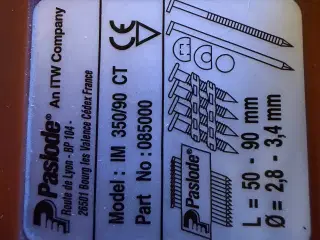 Paslode®
An ITW Company
Route de Lyon - BP 104 -
26501 Bourg les Valence Cédex France
Model : IM 350/90 CT
Part No : 085000
CE
Paslode®
L = 50 - 90 mm
Ø = 2,8 - 3,4 mm